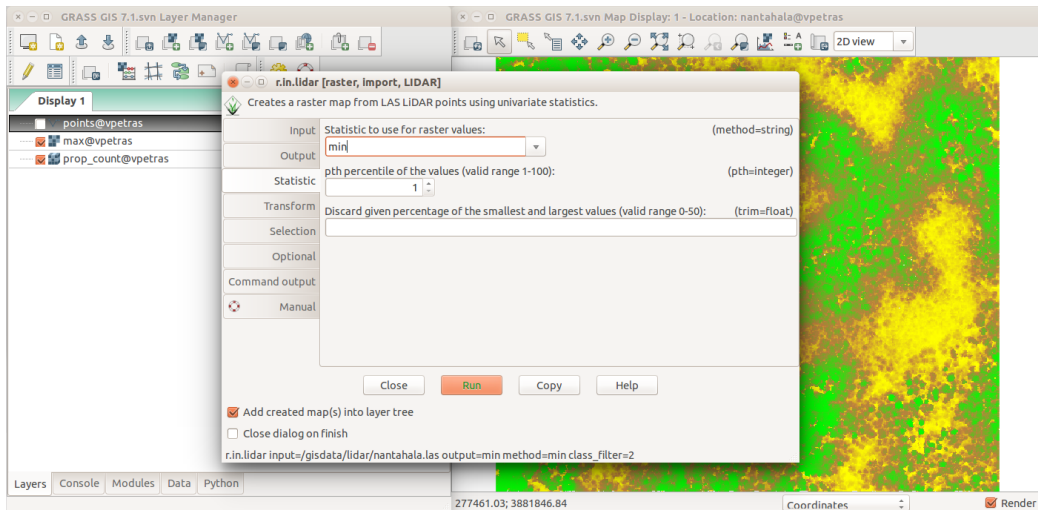 GRASS GIS 7.1.svn Layer Manager
GRASS GIS 7.1.svn Map Display: 1 - Location: nantahala@vpetras
2D view
Display 1
points@vpetras
max@vpetras
prop_count@vpetras
r.in.lidar [raster, import, LIDAR]
Creates a raster map from LAS LiDAR points using univariate statistics.
Input
Output
Statistic
Transform
Selection
Optional
Command output
Manual
Statistic to use for raster values: (method=string)
min
pth percentile of the values (valid range 1-100): (pth=integer)
1
Discard given percentage of the smallest and largest values (valid range 0-50): (trim=float)
Close Run Copy Help
Add created map(s) into layer tree
Close dialog on finish
r.in.lidar input=/gisdata/lidar/nantahala.las output=min method=min class_filter=2
Layers Console Modules Data Python
277461.03; 3881846.84
Coordinates
Render